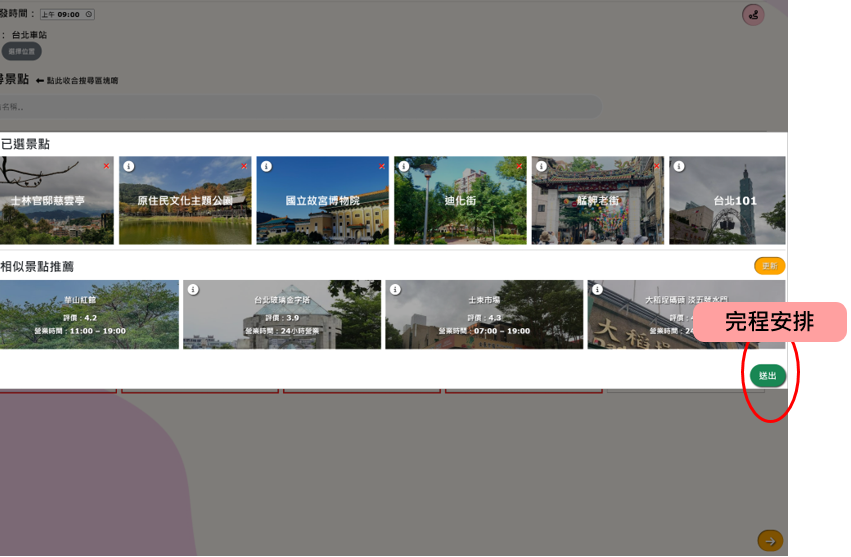 發時間： 上午 09:00
： 台北車站
選擇位置
尋景點 ⬅ 點此收合搜尋區塊唷
名稱..
已選景點
士林官邸慈雲亭 原住民文化主題公園 國立故宮博物院 迪化街 艋舺老街 台北101
相似景點推薦 更新
華山紅館 台北玻璃金字塔 士東市場 大稻埕碼頭 淡五號水門
評價：4.2 評價：3.9 評價：4.3 評價：
營業時間：11:00 ~ 19:00 營業時間：24小時營業 營業時間：07:00 ~ 19:00 營業時間：24
完程安排
送出